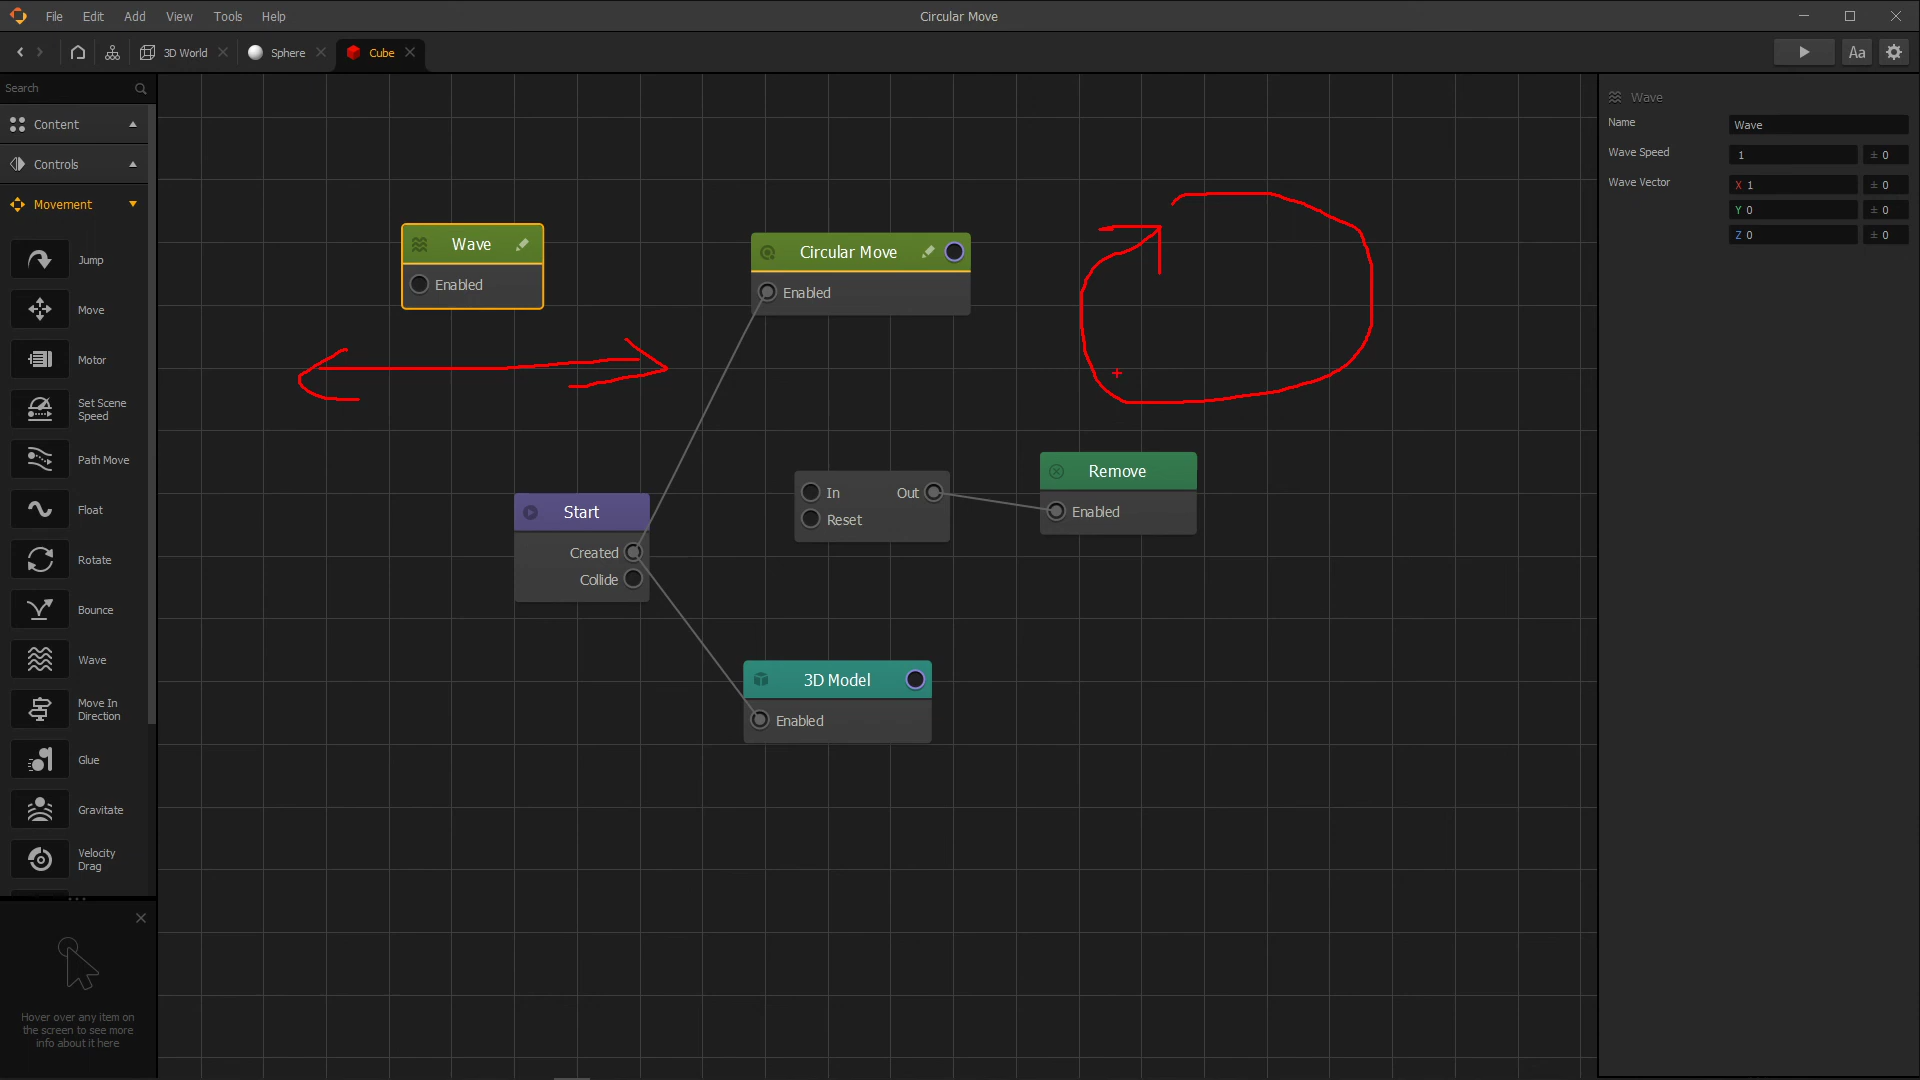 File Edit Add View Tools Help
Circular Move
3D World Sphere Cube
Aa
Search
Content
Controls
Movement
Jump
Move
Motor
Set Scene
Speed
Path Move
Float
Rotate
Bounce
Wave
Move In
Direction
Glue
Gravitate
Velocity
Drag
Hover over any item on
the screen to see more
info about it here
Wave
Enabled
Circular Move
Enabled
Start
Created
Collide
In Out
Reset
Remove
Enabled
3D Model
Enabled
Wave
Name Wave
Wave Speed 1 ± 0
Wave Vector X 1 ± 0
Y 0 ± 0
Z 0 ± 0